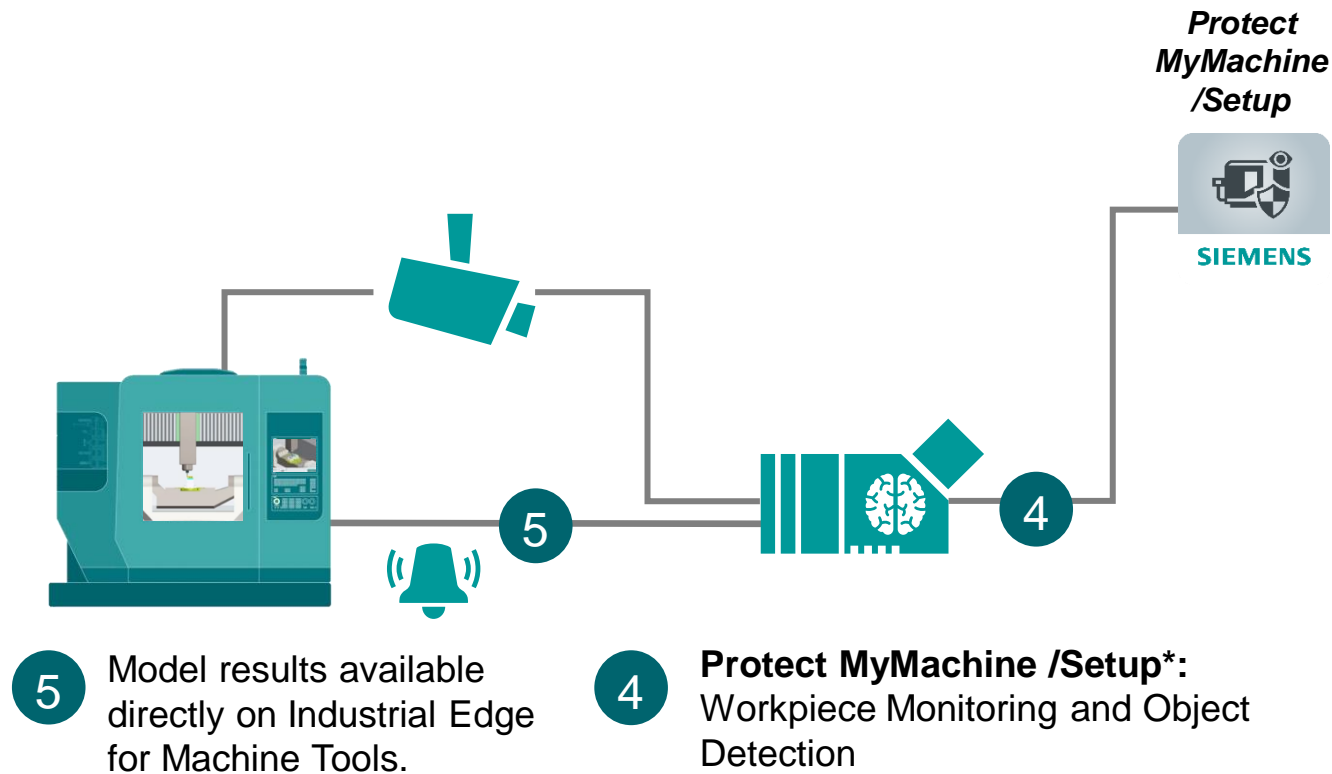 Protect
MyMachine
/Setup
SIEMENS
5
4
5
Model results available
directly on Industrial Edge
for Machine Tools.
4
Protect MyMachine /Setup*:
Workpiece Monitoring and Object
Detection